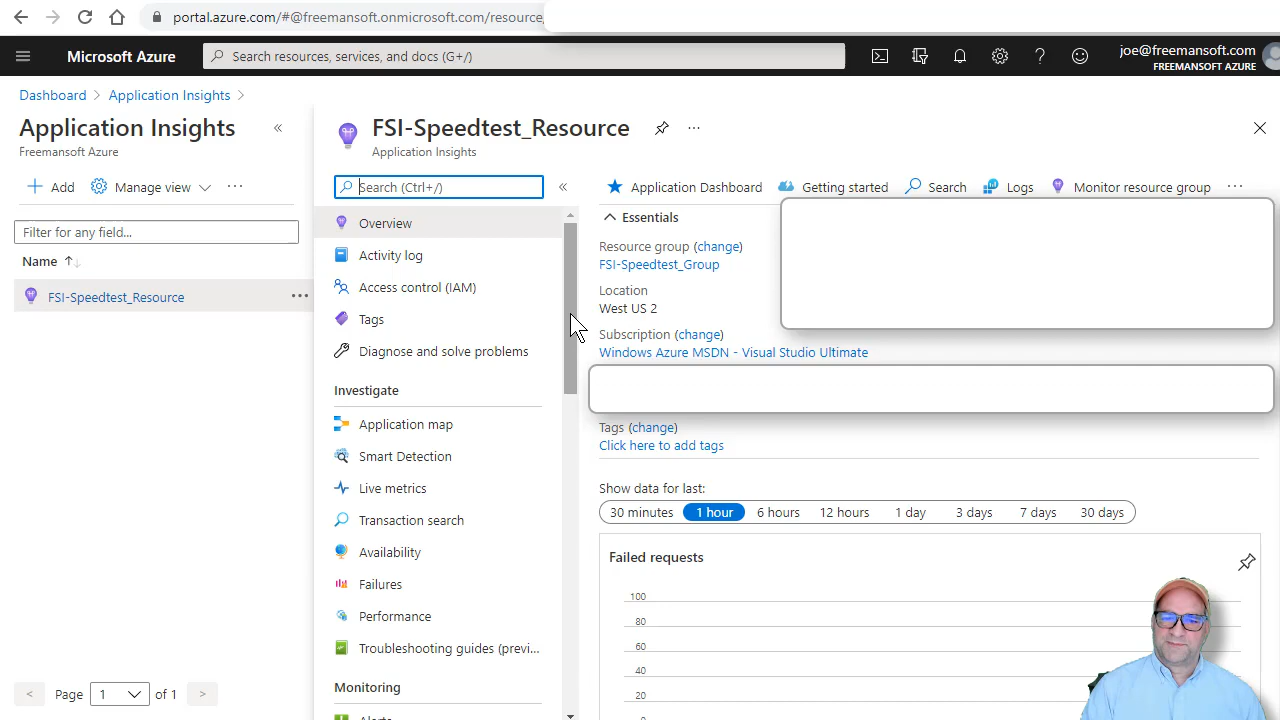 portal.azure.com/#@freemansoft.onmicrosoft.com/resource
Microsoft Azure
Search resources, services, and docs (G+/)
joe@freemansoft.com
FREEMANSOFT AZURE
Dashboard > Application Insights >
Application Insights «
Freemansoft Azure
+ Add Manage view ...
Filter for any field...
Name ↑↓
FSI-Speedtest_Resource ...
< Page 1 of 1 >
FSI-Speedtest_Resource ...
Application Insights
Search (Ctrl+/) «
Overview
Activity log
Access control (IAM)
Tags
Diagnose and solve problems
Investigate
Application map
Smart Detection
Live metrics
Transaction search
Availability
Failures
Performance
Troubleshooting guides (previ...
Monitoring
Alerts
Application Dashboard Getting started Search Logs Monitor resource group ...
Essentials
Resource group (change)
FSI-Speedtest_Group
Location
West US 2
Subscription (change)
Windows Azure MSDN - Visual Studio Ultimate
Tags (change)
Click here to add tags
Show data for last:
30 minutes 1 hour 6 hours 12 hours 1 day 3 days 7 days 30 days
Failed requests
100
80
60
40
20
0